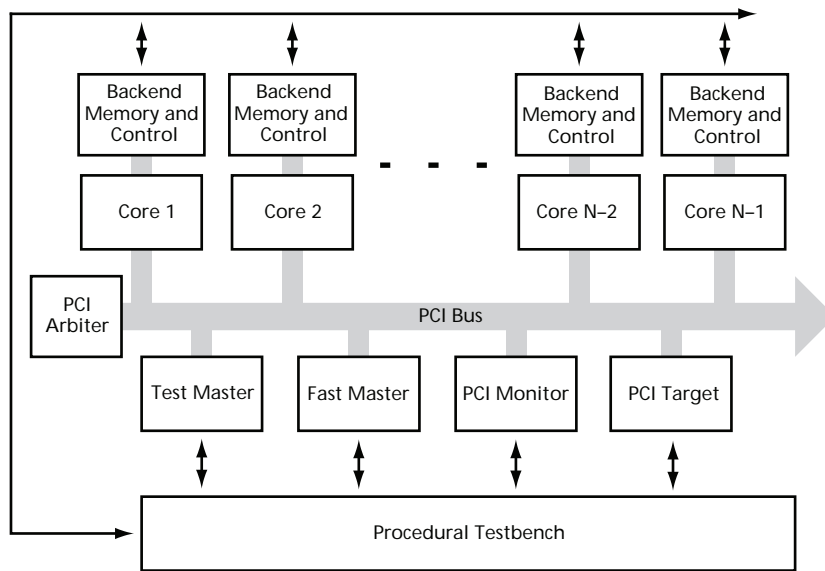 Backend
Memory and
Control
Backend
Memory and
Control
Backend
Memory and
Control
Backend
Memory and
Control
Core 1
Core 2
Core N–2
Core N–1
PCI
Arbiter
PCI Bus
Test Master
Fast Master
PCI Monitor
PCI Target
Procedural Testbench